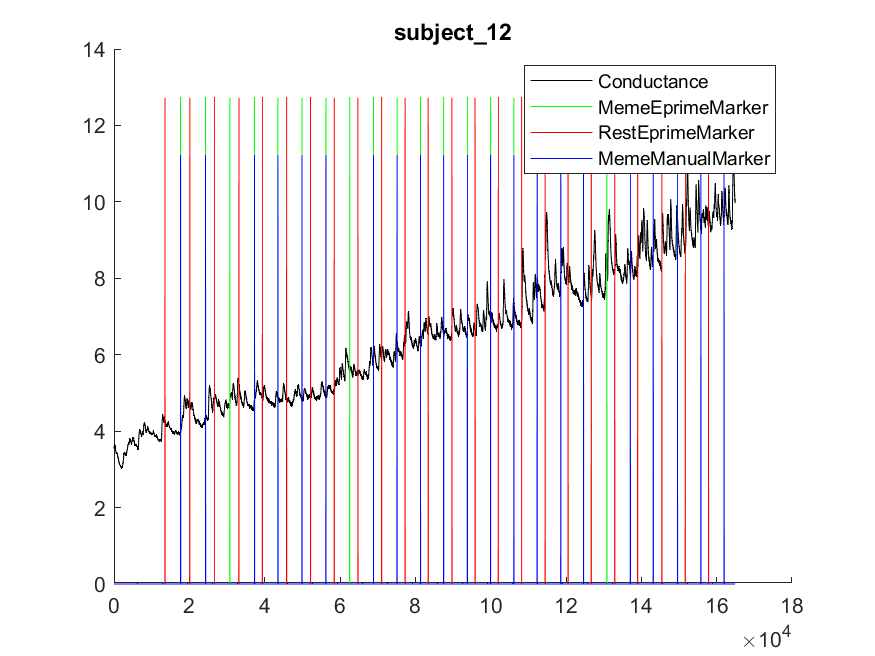 subject_12
14
12
10
8
6
4
2
0
Conductance
MemeEprimeMarker
RestEprimeMarker
MemeManualMarker
0 2 4 6 8 10 12 14 16 18
×10⁴